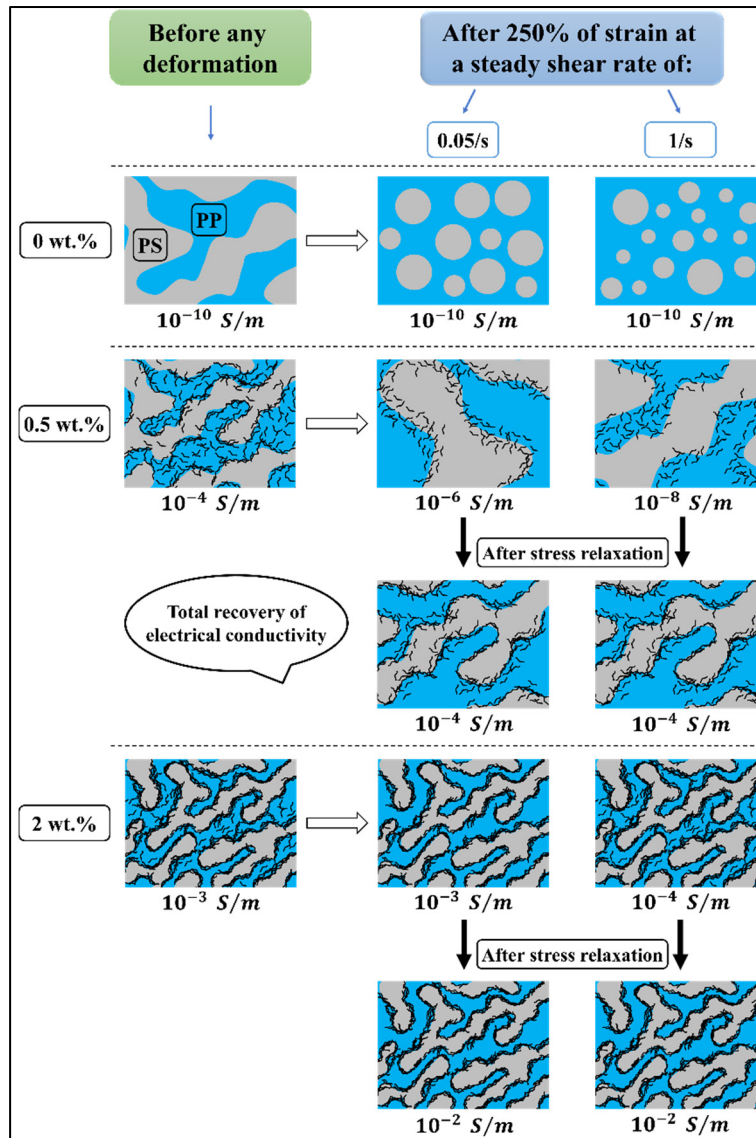 Before any
deformation
After 250% of strain at
a steady shear rate of:
0.05/s
1/s
0 wt.%
PS
PP
10⁻¹⁰ S/m
10⁻¹⁰ S/m
10⁻¹⁰ S/m
0.5 wt.%
10⁻⁴ S/m
10⁻⁶ S/m
10⁻⁸ S/m
After stress relaxation
Total recovery of
electrical conductivity
10⁻⁴ S/m
10⁻⁴ S/m
2 wt.%
10⁻³ S/m
10⁻³ S/m
10⁻⁴ S/m
After stress relaxation
10⁻² S/m
10⁻² S/m